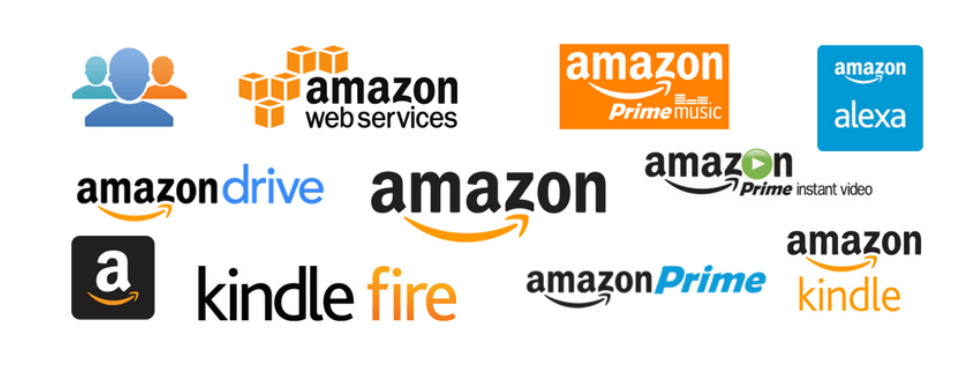 amazon
web services
amazon
Prime music
amazon
alexa
amazon drive
amazon
amazon
Prime instant video
a
kindle fire
amazon Prime
amazon
kindle